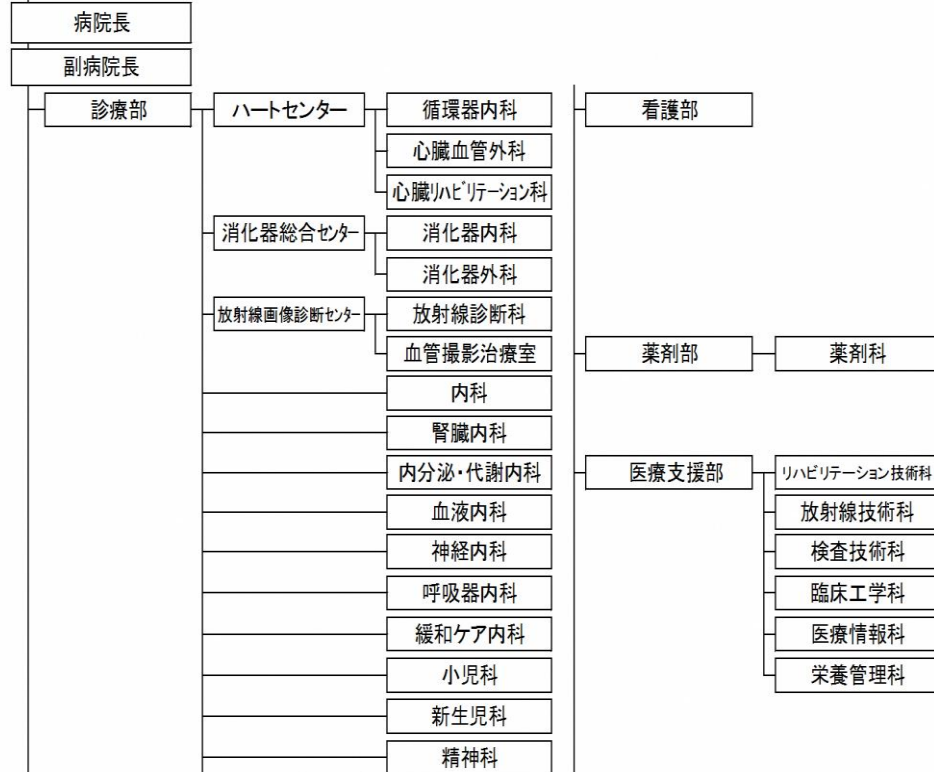 病院長
副病院長
診療部
ハートセンター
循環器内科
心臓血管外科
心臓リハビリテーション科
消化器総合センター
消化器内科
消化器外科
放射線画像診断センター
放射線診断科
血管撮影治療室
内科
腎臓内科
内分泌・代謝内科
血液内科
神経内科
呼吸器内科
緩和ケア内科
小児科
新生児科
精神科
看護部
薬剤部
薬剤科
医療支援部
リハビリテーション技術科
放射線技術科
検査技術科
臨床工学科
医療情報科
栄養管理科